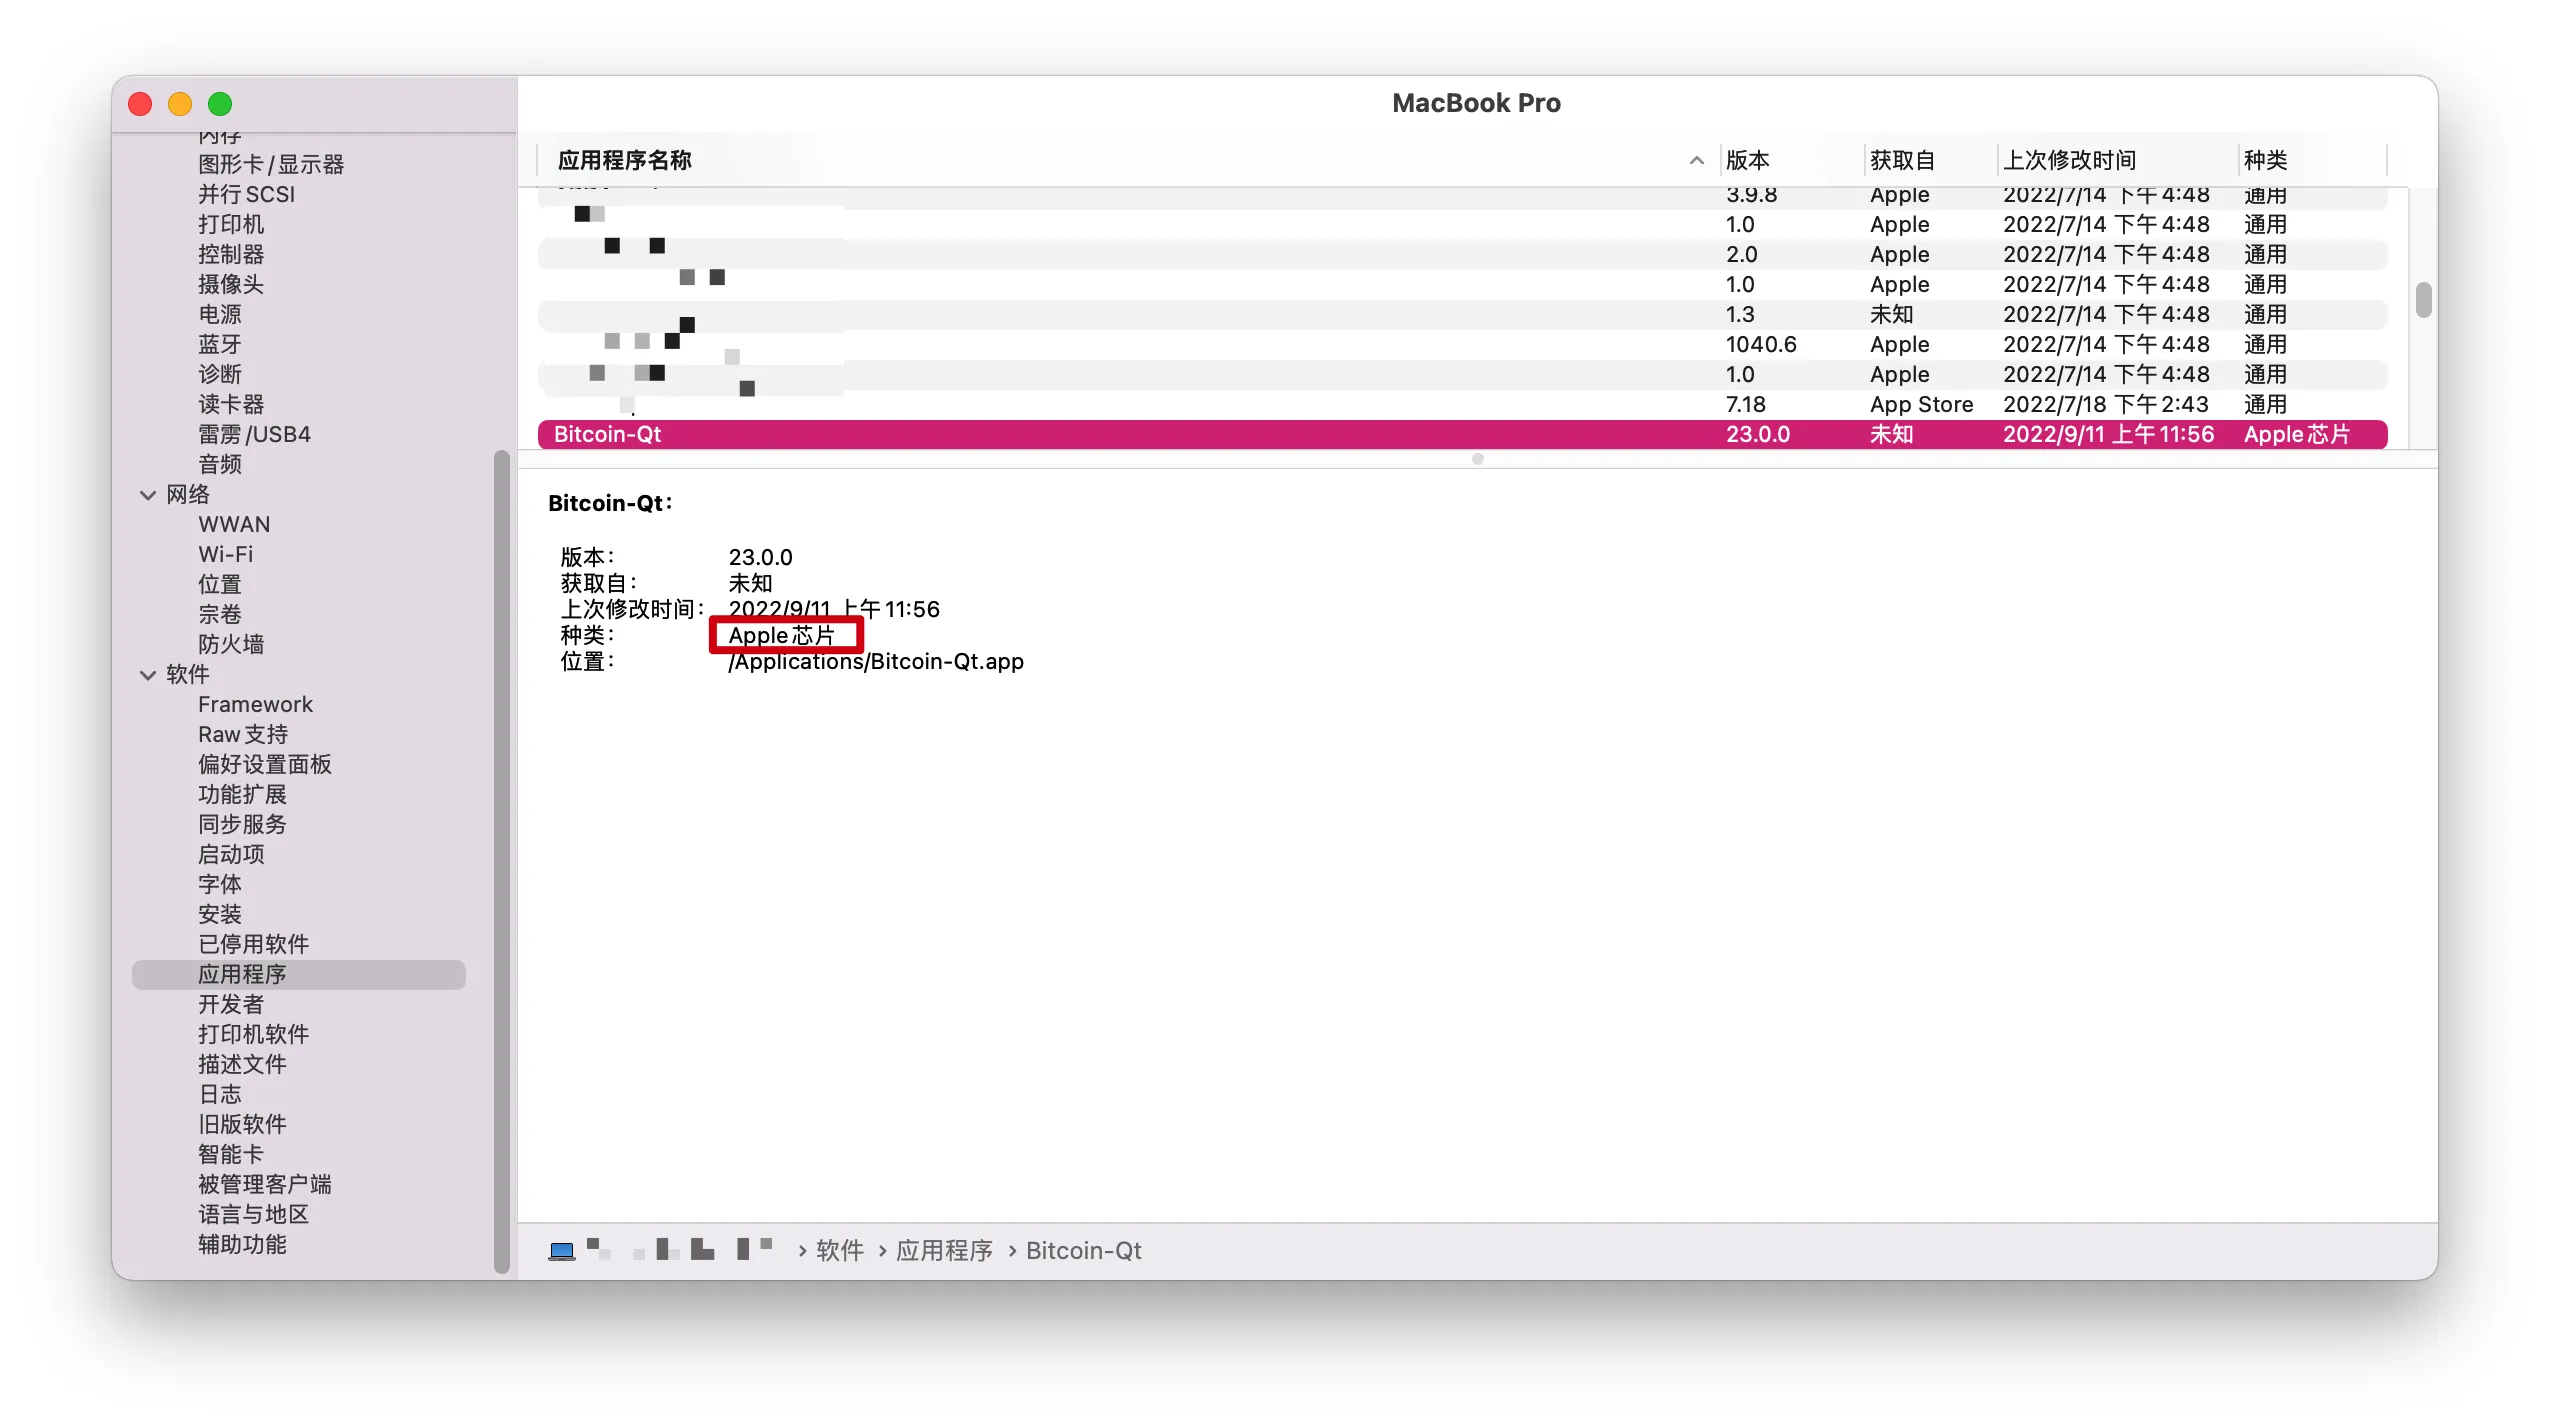 MacBook Pro
内存
图形卡/显示器
并行SCSI
打印机
控制器
摄像头
电源
蓝牙
诊断
读卡器
雷雳/USB4
音频
网络
WWAN
Wi-Fi
位置
宗卷
防火墙
软件
Framework
Raw支持
偏好设置面板
功能扩展
同步服务
启动项
字体
安装
已停用软件
应用程序
开发者
打印机软件
描述文件
日志
旧版软件
智能卡
被管理客户端
语言与地区
辅助功能
应用程序名称 版本 获取自 上次修改时间 种类
3.9.8 Apple 2022/7/14 下午4:48 通用
1.0 Apple 2022/7/14 下午4:48 通用
2.0 Apple 2022/7/14 下午4:48 通用
1.0 Apple 2022/7/14 下午4:48 通用
1.3 未知 2022/7/14 下午4:48 通用
1040.6 Apple 2022/7/14 下午4:48 通用
1.0 Apple 2022/7/14 下午4:48 通用
7.18 App Store 2022/7/18 下午2:43 通用
Bitcoin-Qt 23.0.0 未知 2022/9/11 上午11:56 Apple芯片
Bitcoin-Qt：
版本： 23.0.0
获取自： 未知
上次修改时间： 2022/9/11 上午11:56
种类： Apple芯片
位置： /Applications/Bitcoin-Qt.app
› 软件 › 应用程序 › Bitcoin-Qt